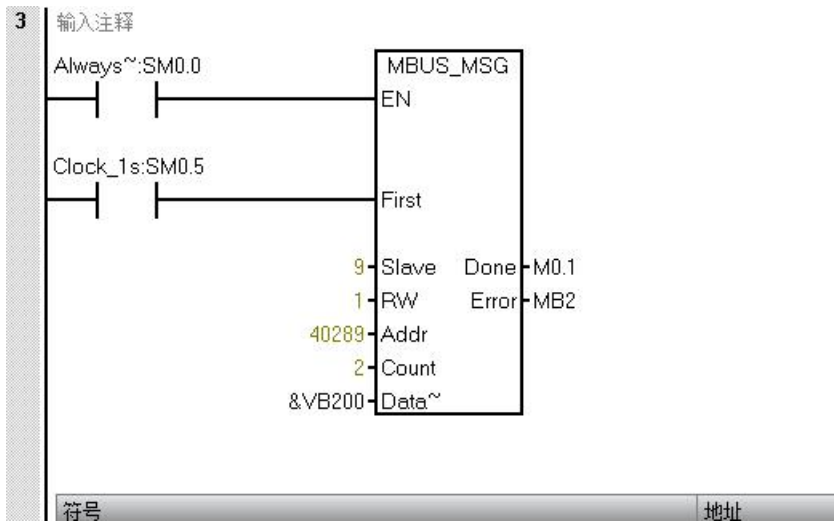 3 输入注释
Always~:SM0.0
MBUS_MSG
EN
Clock_1s:SM0.5
First
9 Slave Done M0.1
1 RW Error MB2
40289 Addr
2 Count
&VB200 Data~
符号 地址